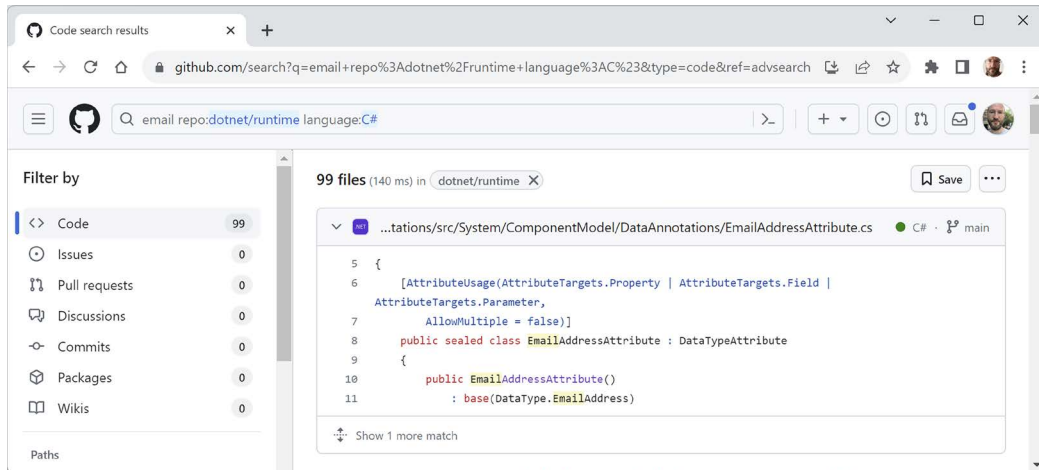 Code search results
github.com/search?q=email+repo%3Adotnet%2Fruntime+language%3AC%23&type=code&ref=advsearch
email repo:dotnet/runtime language:C#
Filter by
Code 99
Issues 0
Pull requests 0
Discussions 0
Commits 0
Packages 0
Wikis 0
Paths
99 files (140 ms) in dotnet/runtime
Save
.NET ...tations/src/System/ComponentModel/DataAnnotations/EmailAddressAttribute.cs C# · main
5 {
6 [AttributeUsage(AttributeTargets.Property | AttributeTargets.Field |
AttributeTargets.Parameter,
7 AllowMultiple = false)]
8 public sealed class EmailAddressAttribute : DataTypeAttribute
9 {
10 public EmailAddressAttribute()
11 : base(DataType.EmailAddress)
Show 1 more match